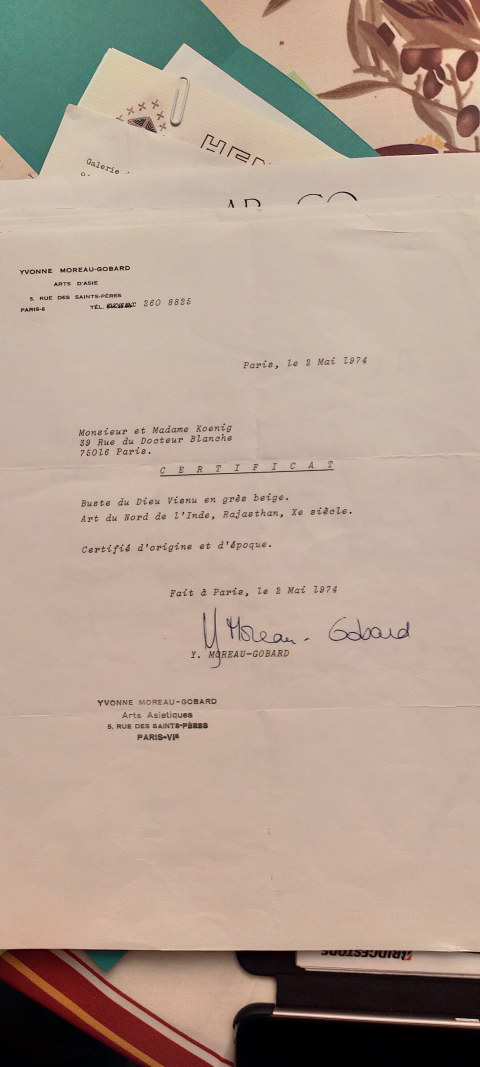 Galerie
YVONNE MOREAU-GOBARD
ARTS D'ASIE
5, RUE DES SAINTS-PÈRES
PARIS-6 TÉL. 260 8825
Paris, le 2 Mai 1974
Monsieur et Madame Koenig
39 Rue du Docteur Blanche
75016 Paris.
C E R T I F I C A T
Buste du Dieu Visnu en grès beige.
Art du Nord de l'Inde, Rajasthan, Xe siècle.
Certifié d'origine et d'époque.
Fait à Paris, le 2 Mai 1974
Y Moreau - Gobard
Y. MOREAU-GOBARD
YVONNE MOREAU-GOBARD
Arts Asiatiques
5, RUE DES SAINTS-PÈRES
PARIS-VIe
BRIDGESTONE